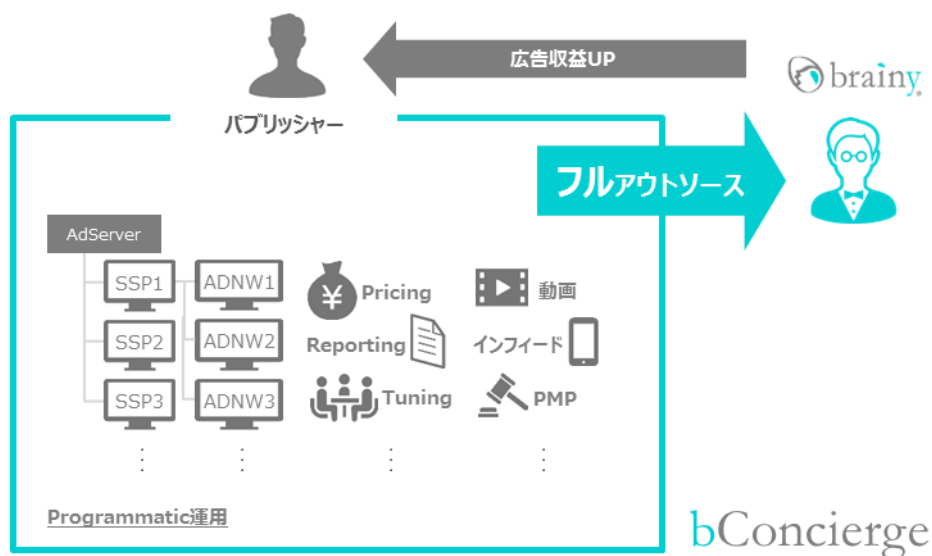 広告収益UP
brainy
パブリッシャー
フルアウトソース
AdServer
SSP1
ADNW1
¥
Pricing
動画
SSP2
ADNW2
Reporting
インフィード
SSP3
ADNW3
Tuning
PMP
Programmatic運用
bConcierge